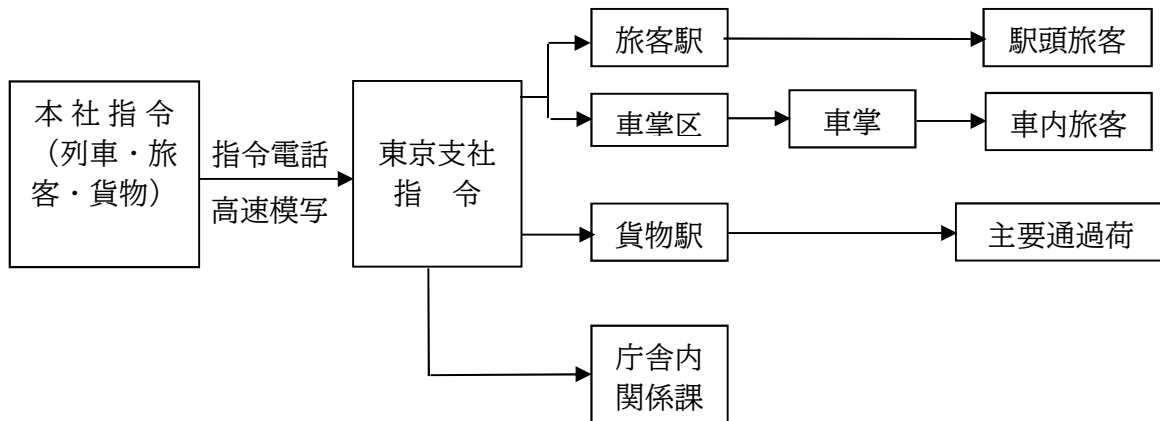 本社指令
（列車・旅
客・貨物）
指令電話
高速模写
東京支社
指　令
旅客駅
駅頭旅客
車掌区
車掌
車内旅客
貨物駅
主要通過荷
庁舎内
関係課